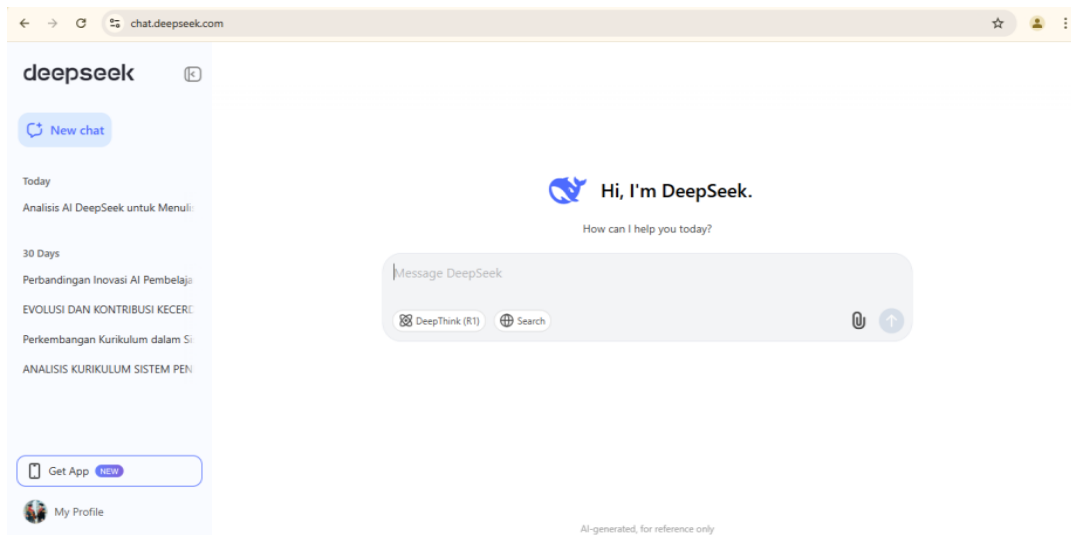 chat.deepseek.com
deepseek
New chat
Today
Analisis AI DeepSeek untuk Menulis
30 Days
Perbandingan Inovasi AI Pembelaja
EVOLUSI DAN KONTRIBUSI KECERD
Perkembangan Kurikulum dalam Si
ANALISIS KURIKULUM SISTEM PEN
Get App NEW
My Profile
Hi, I'm DeepSeek.
How can I help you today?
Message DeepSeek
DeepThink (R1) Search
AI-generated, for reference only